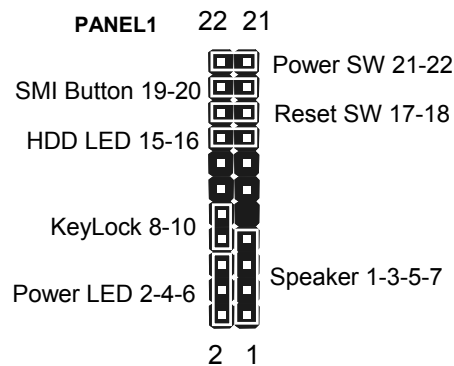 PANEL1 22 21
Power SW 21-22
SMI Button 19-20
Reset SW 17-18
HDD LED 15-16
KeyLock 8-10
Speaker 1-3-5-7
Power LED 2-4-6
2 1